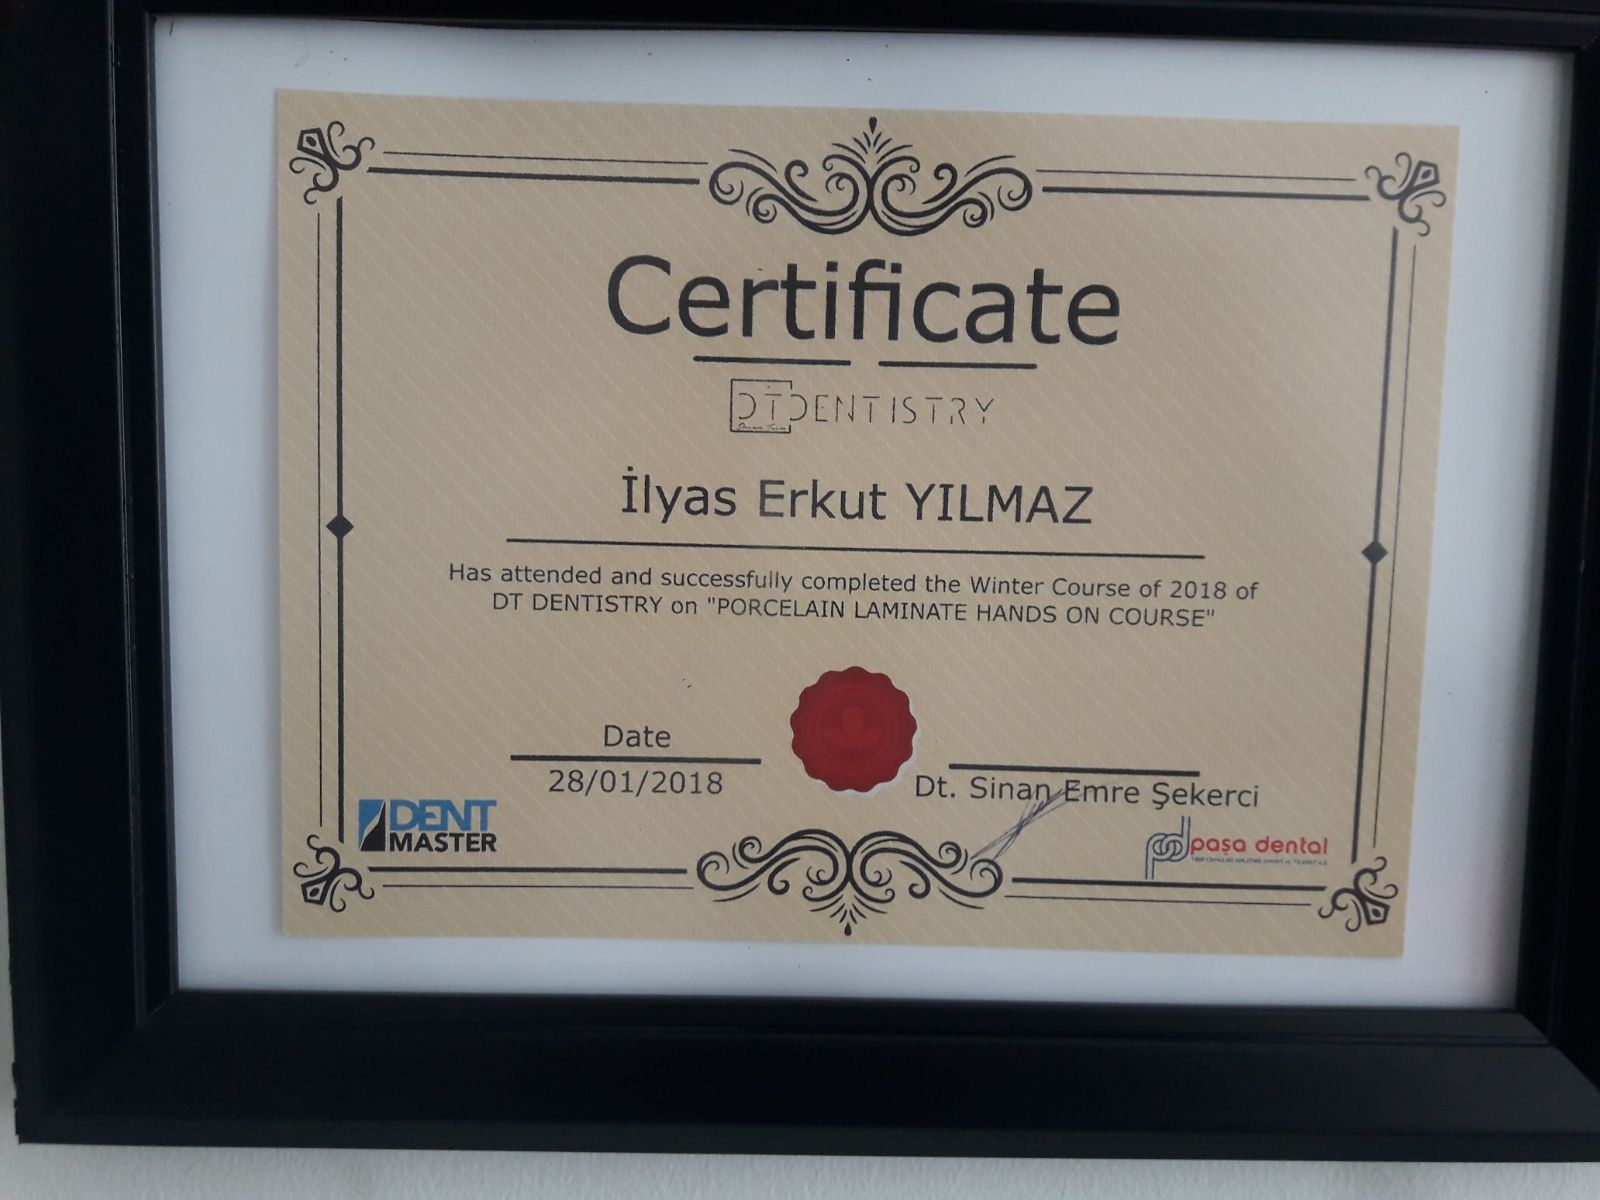 Certificate
DT DENTISTRY
İlyas Erkut YILMAZ
Has attended and successfully completed the Winter Course of 2018 of
DT DENTISTRY on "PORCELAIN LAMINATE HANDS ON COURSE"
Date
28/01/2018
Dt. Sinan Emre Şekerci
DENT
MASTER
paşa dental